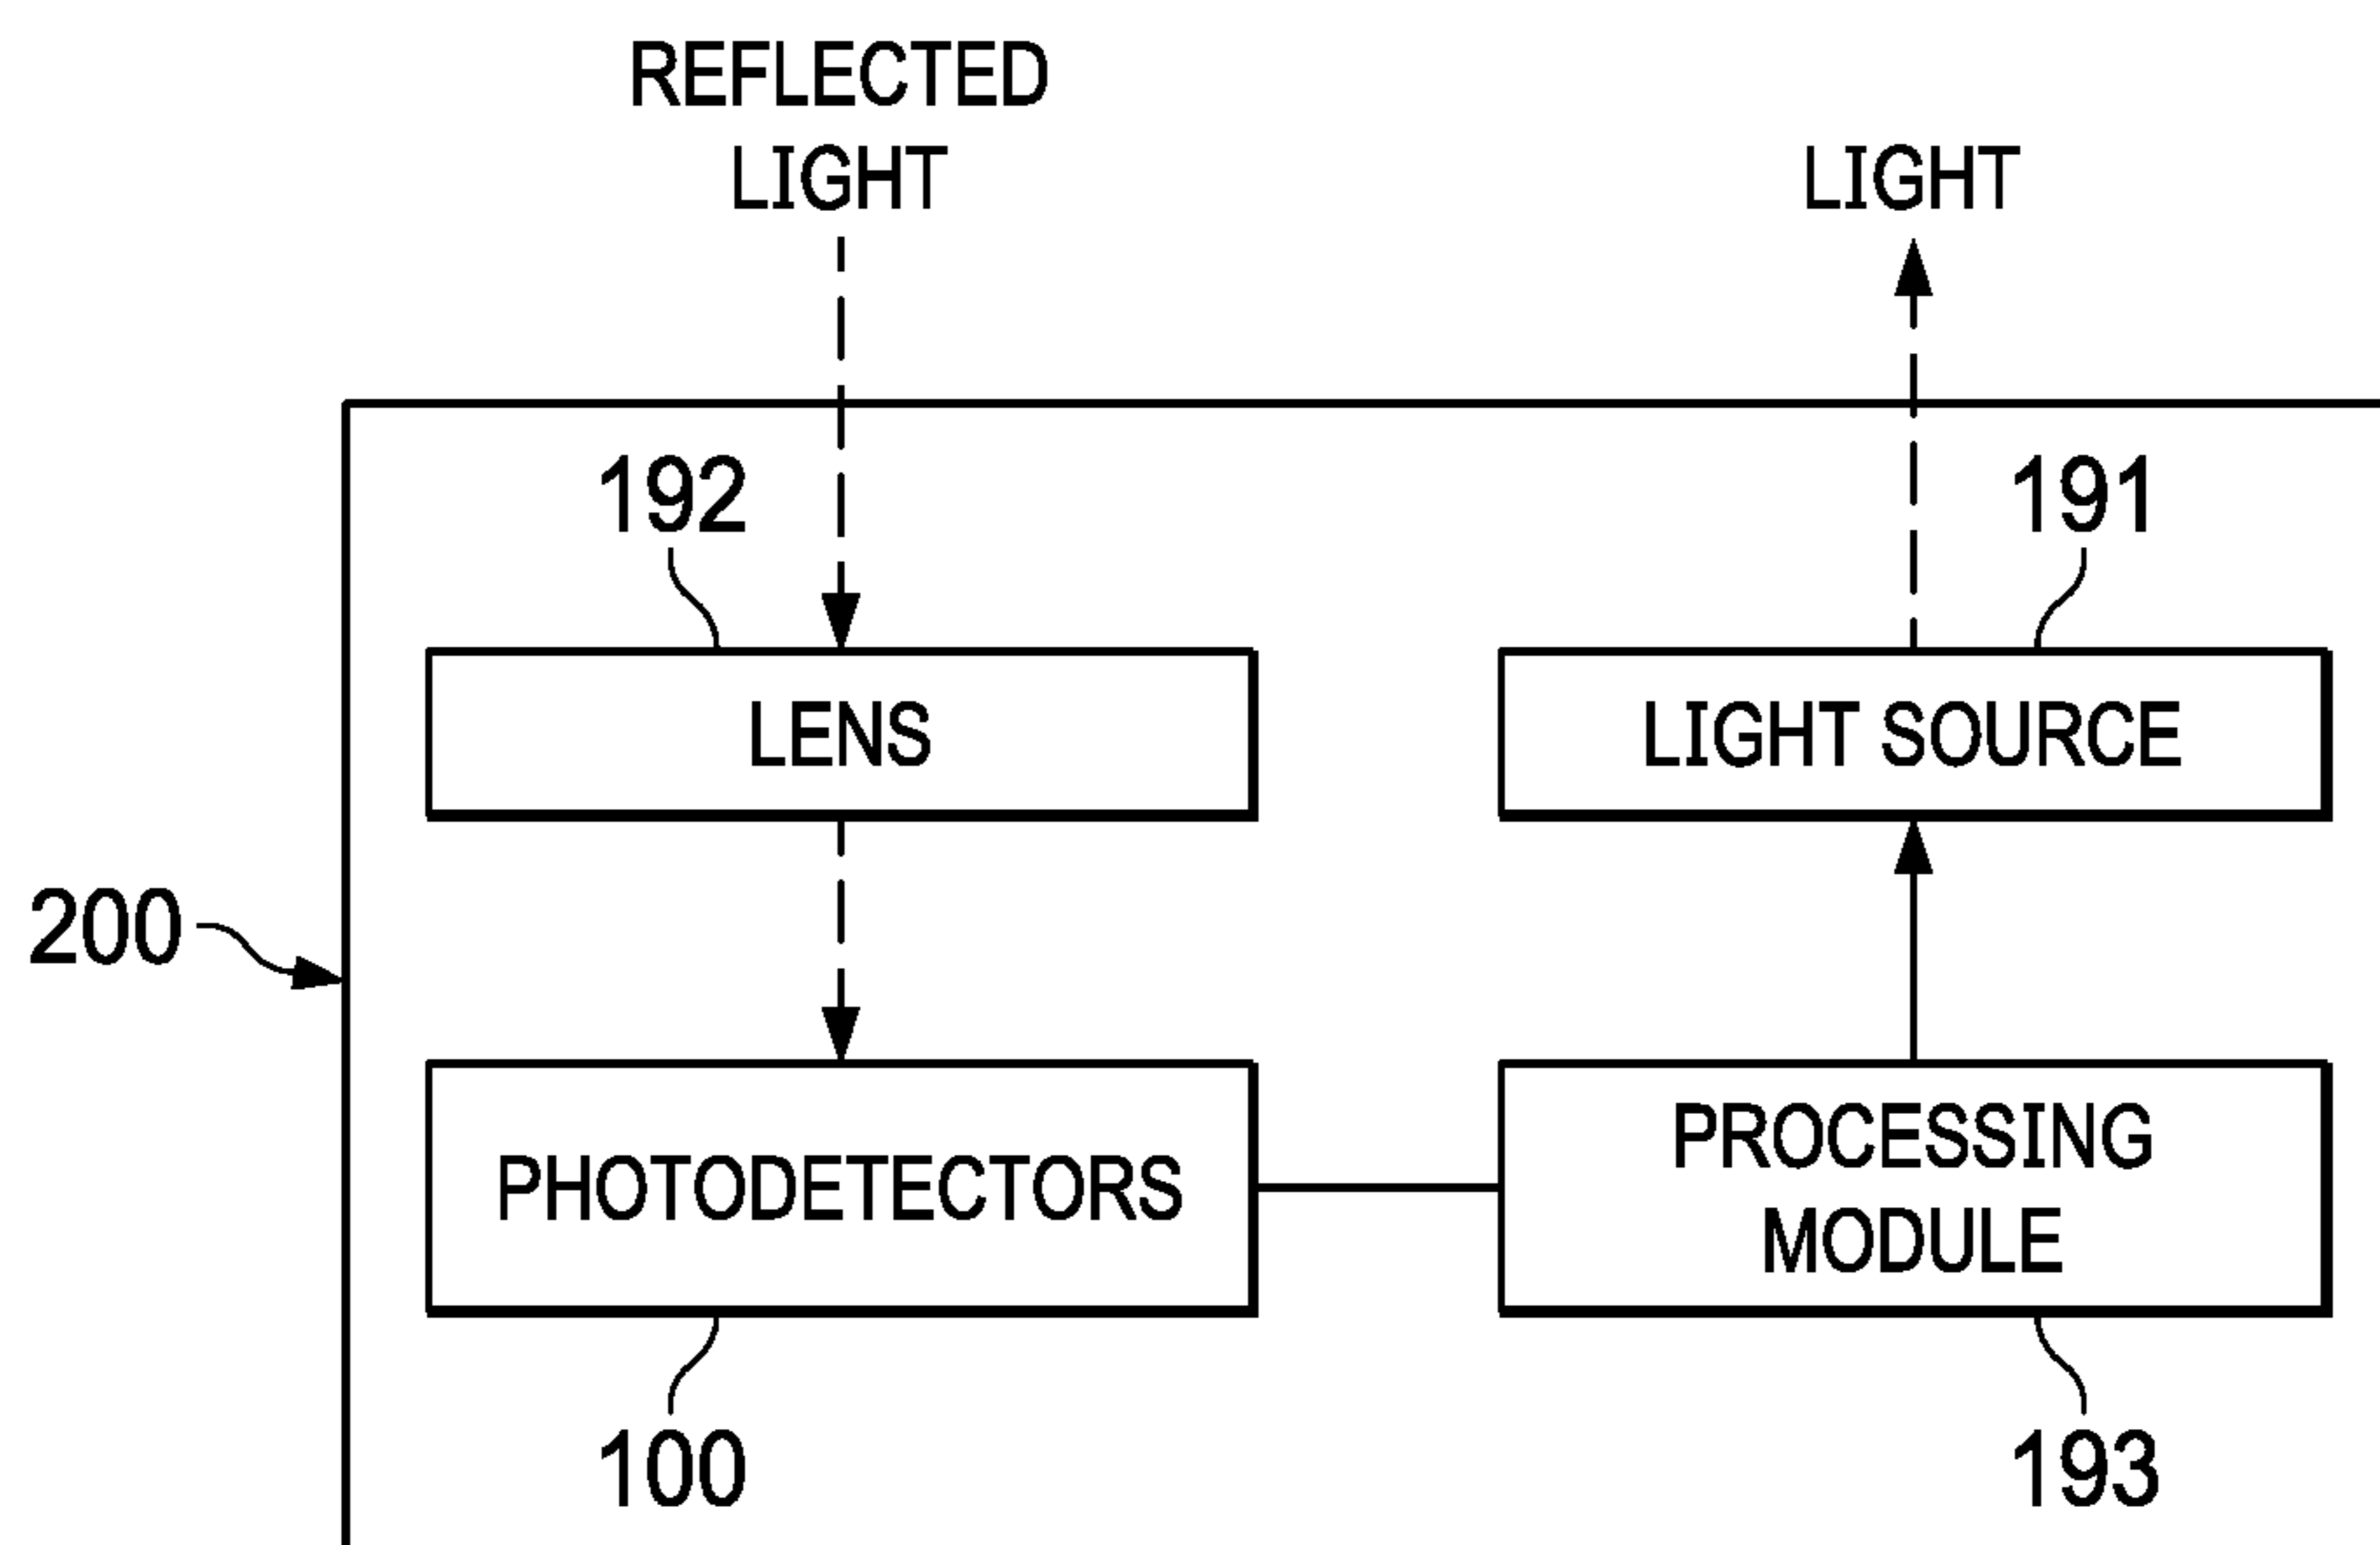 REFLECTED
LIGHT
LIGHT
192
191
LENS
LIGHT SOURCE
200
PHOTODETECTORS
PROCESSING
MODULE
100
193